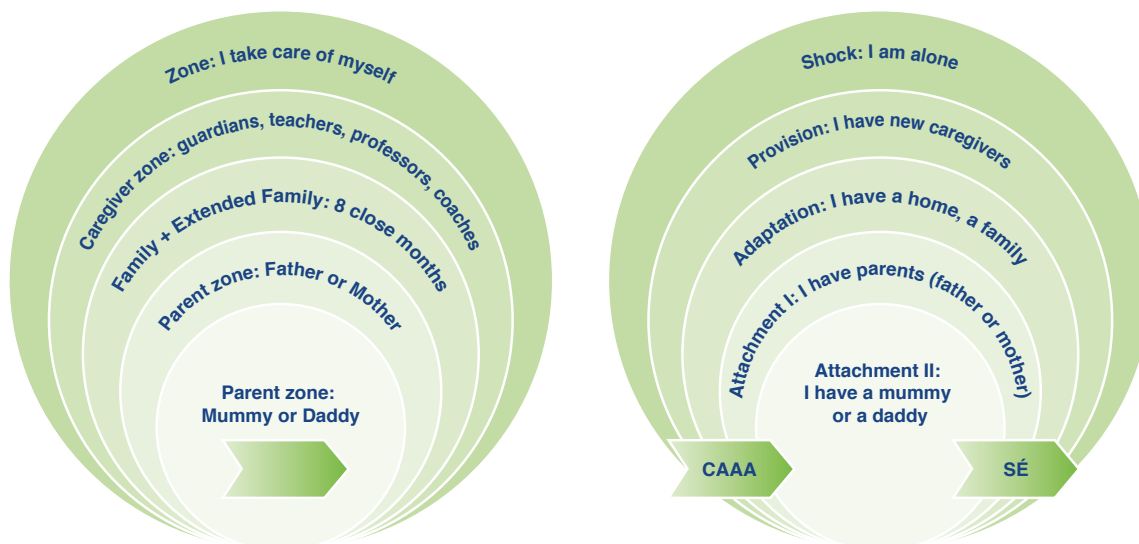 Zone: I take care of myself
Caregiver zone: guardians, teachers, professors, coaches
Family + Extended Family: 8 close months
Parent zone: Father or Mother
Parent zone:
Mummy or Daddy
Shock: I am alone
Provision: I have new caregivers
Adaptation: I have a home, a family
Attachment I: I have parents (father or mother)
Attachment II:
I have a mummy
or a daddy
CAAA
SÉ